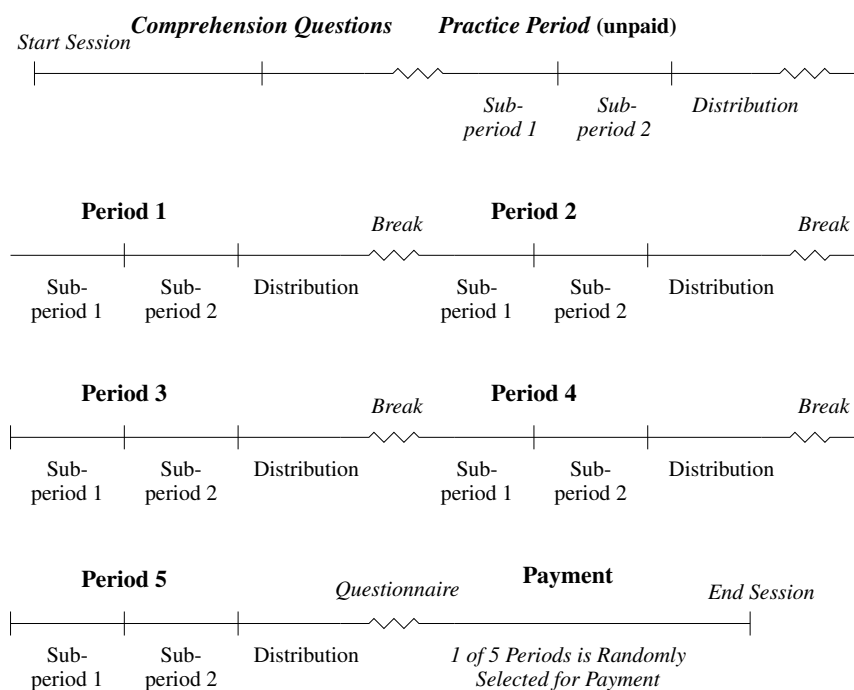 Comprehension Questions Practice Period (unpaid)
Start Session
Sub-
period 1
Sub-
period 2
Distribution
Period 1
Break
Period 2
Break
Sub-
period 1
Sub-
period 2
Distribution
Sub-
period 1
Sub-
period 2
Distribution
Period 3
Break
Period 4
Break
Sub-
period 1
Sub-
period 2
Distribution
Sub-
period 1
Sub-
period 2
Distribution
Period 5
Questionnaire
Payment
End Session
Sub-
period 1
Sub-
period 2
Distribution
1 of 5 Periods is Randomly
Selected for Payment